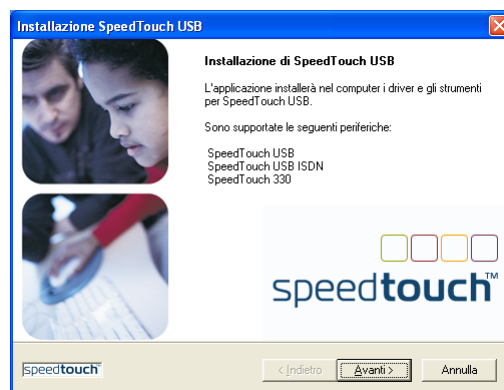 Installazione SpeedTouch USB
Installazione di SpeedTouch USB
L'applicazione installerà nel computer i driver e gli strumenti
per SpeedTouch USB.
Sono supportate le seguenti periferiche:
SpeedTouch USB
SpeedTouch USB ISDN
SpeedTouch 330
speedtouch™
speedtouch™
< Indietro
Avanti >
Annulla